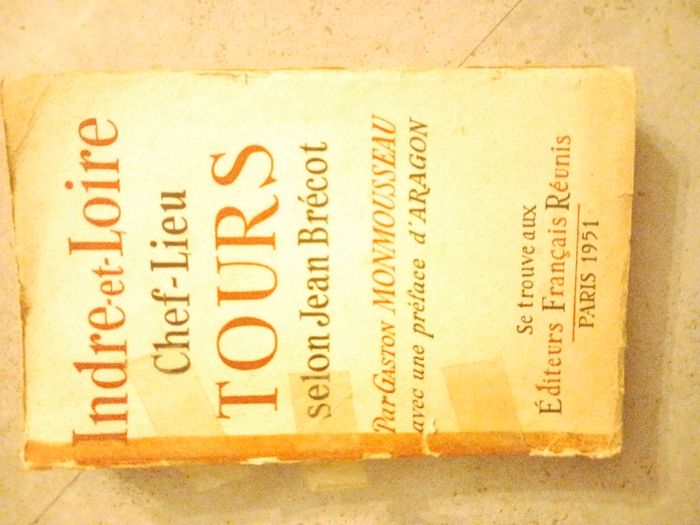 Indre-et-Loire
Chef-Lieu
TOURS
selon Jean Brécot
Par GASTON MONMOUSSEAU
avec une préface d'ARAGON
Se trouve aux
Éditeurs Français Réunis
PARIS 1951